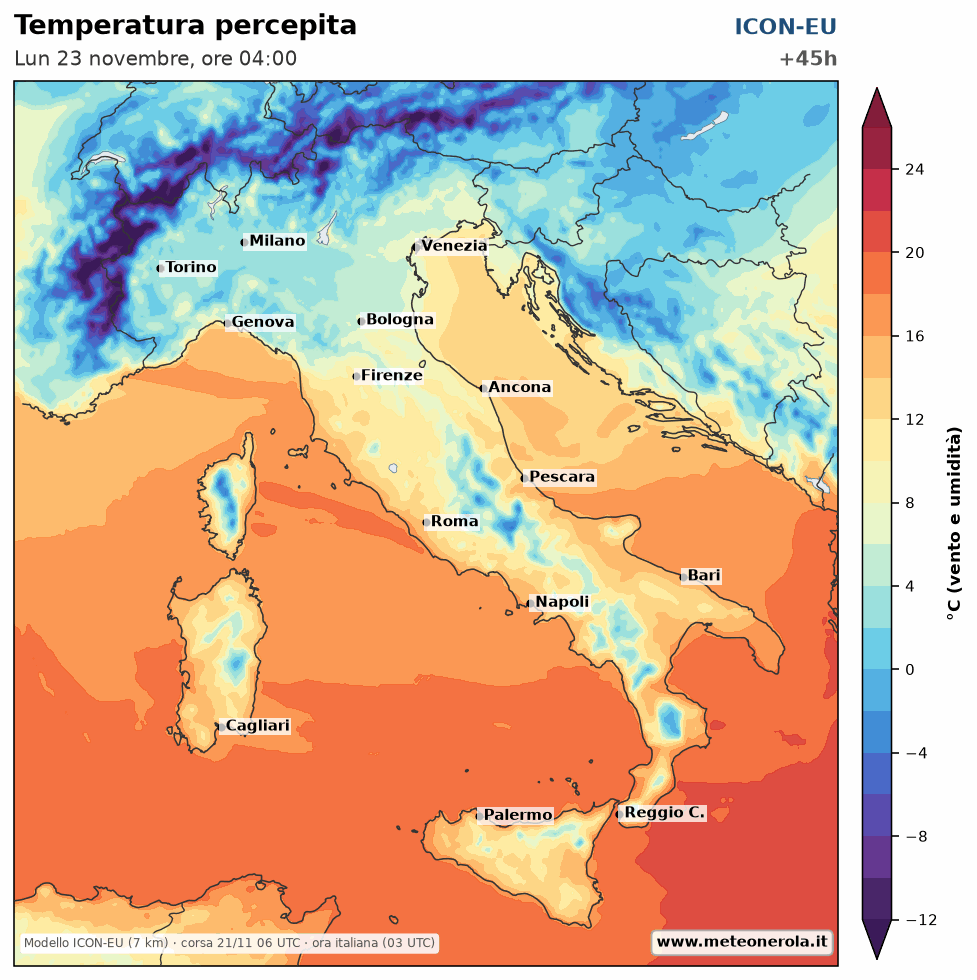 Temperatura percepita
ICON-EU
Lun 23 novembre, ore 04:00
+45h
Milano
Venezia
Torino
Genova
Bologna
Firenze
Ancona
Pescara
Roma
Bari
Napoli
Cagliari
Palermo
Reggio C.
24
20
16
12
8
4
0
−4
−8
−12
°C (vento e umidità)
Modello ICON-EU (7 km) · corsa 21/11 06 UTC · ora italiana (03 UTC)
www.meteonerola.it